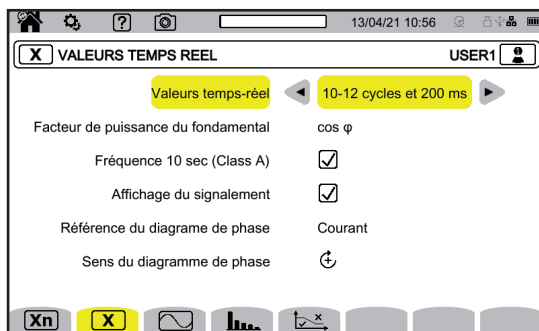 ? 13/04/21 10:56
X VALEURS TEMPS REEL USER1
Valeurs temps-réel 10-12 cycles et 200 ms
Facteur de puissance du fondamental cos φ
Fréquence 10 sec (Class A)
Affichage du signalement
Référence du diagrame de phase Courant
Sens du diagramme de phase
Xn X